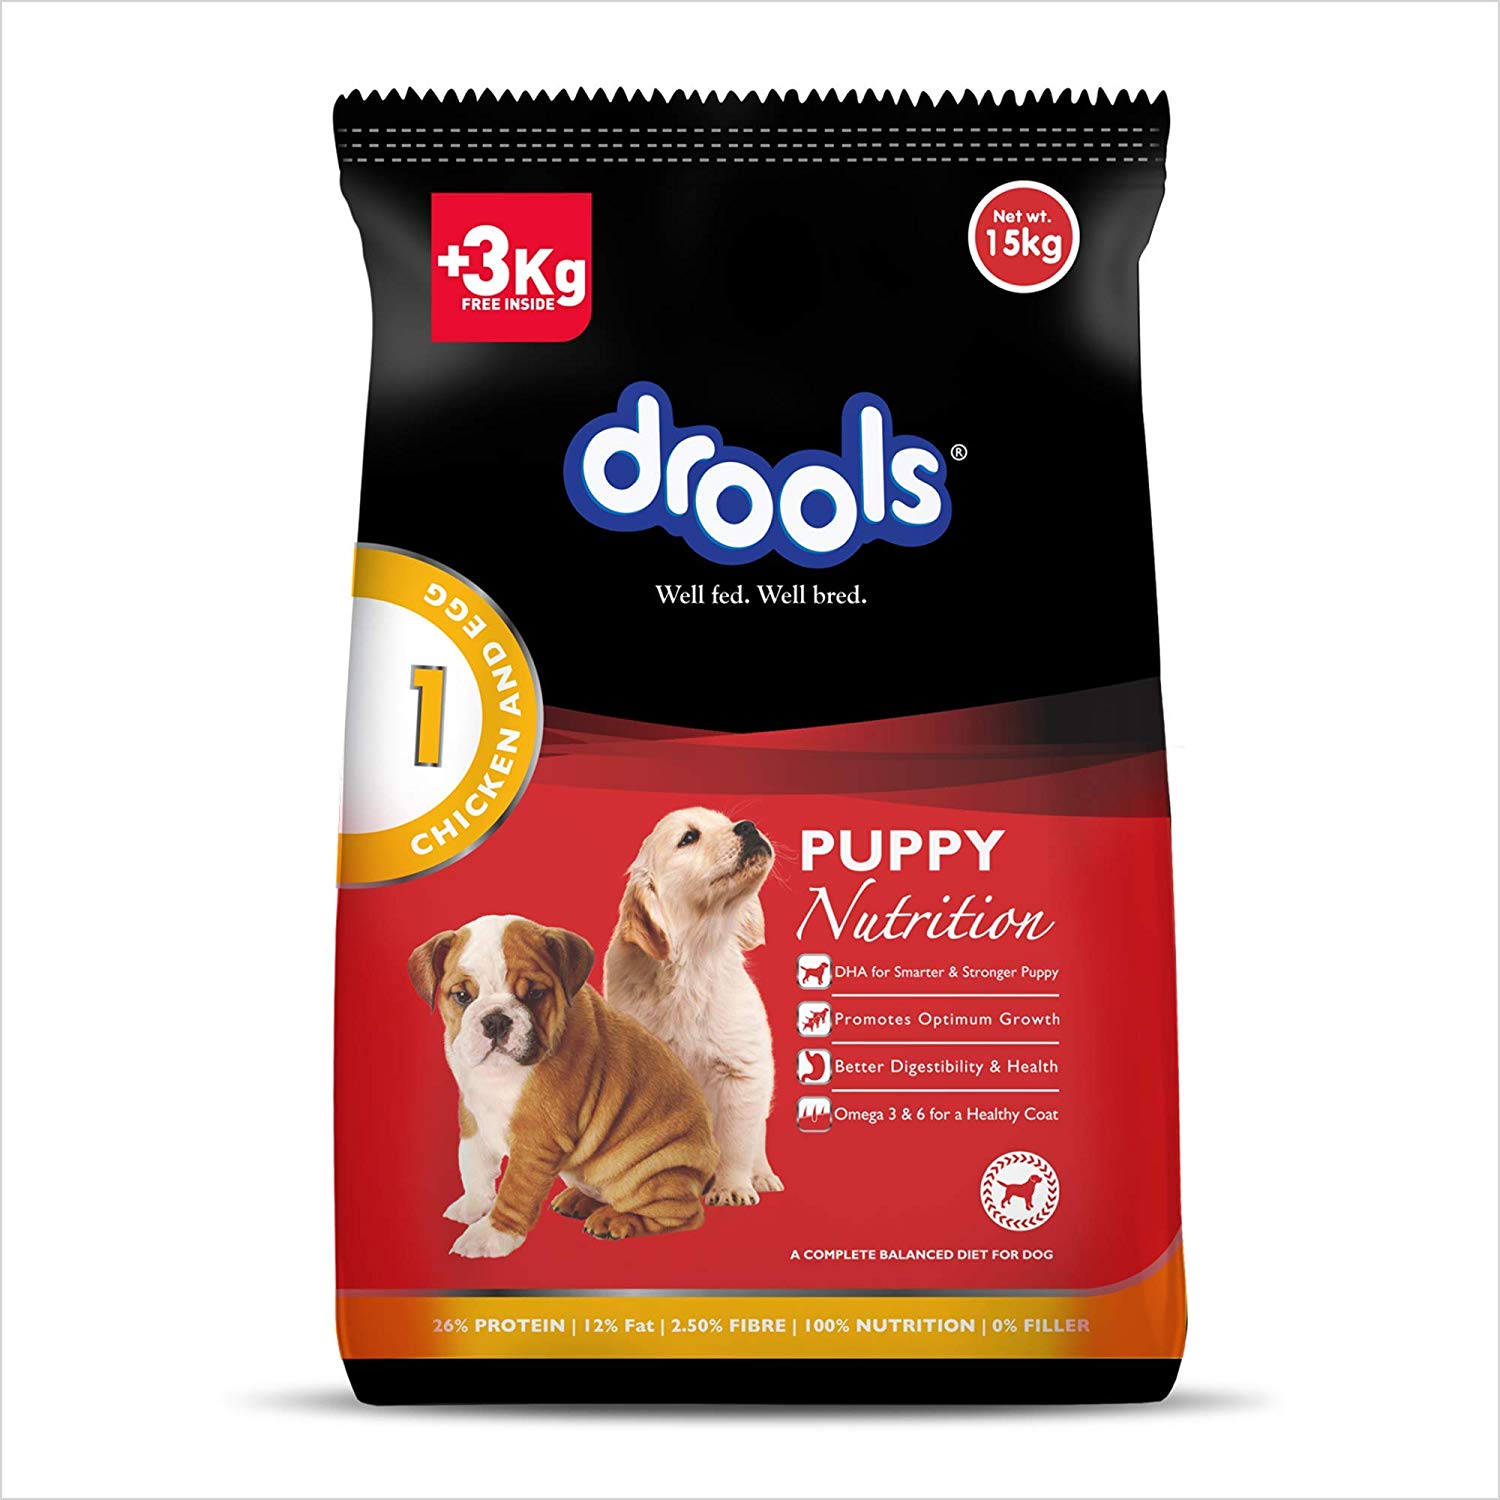 +3Kg
FREE INSIDE
Net wt.
15kg
drools®
Well fed. Well bred.
1
CHICKEN AND EGG
PUPPY
Nutrition
DHA for Smarter & Stronger Puppy
Promotes Optimum Growth
Better Digestibility & Health
Omega 3 & 6 for a Healthy Coat
A COMPLETE BALANCED DIET FOR DOG
26% PROTEIN | 12% Fat | 2.50% FIBRE | 100% NUTRITION | 0% FILLER